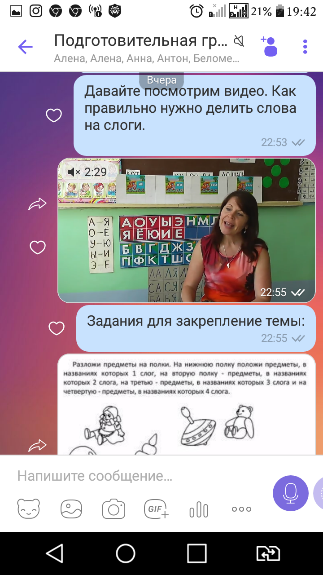 21% 19:42
Подготовительная гр...
Алена, Алена, Анна, Антон, Беломе...
Вчера
Давайте посмотрим видео. Как
правильно нужно делить слова
на слоги.
22:53
2:29
А–Я
О–Ё
У–Ю
Ы–И
Э–Е
А О У Ы Э Н М Л
Я Ё Ю И Е
Б В Г Д Ж З
22:55
Задания для закрепление темы:
22:55
Разложи предметы на полки. На нижнюю полку положи предметы, в
названиях которых 1 слог, на вторую полку - предметы, в названиях
которых 2 слога, на третью - предметы, в названиях которых 3 слога и на
четвертую - предметы, в названиях которых 4 слога.
Напишите сообщение...
GIF+